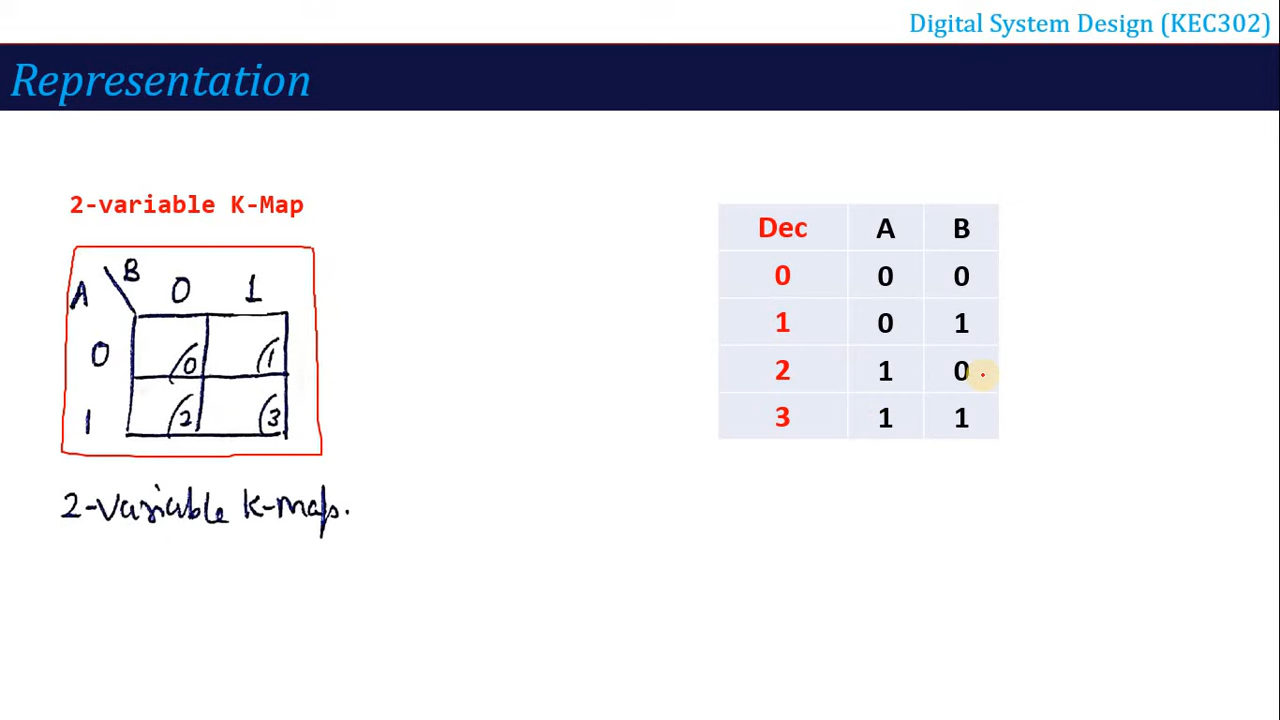 Digital System Design (KEC302)
Representation
2-variable K-Map
B
A 0 1
0 0 1
1 2 3
2-Variable K-maps.
Dec A B
0 0 0
1 0 1
2 1 0
3 1 1